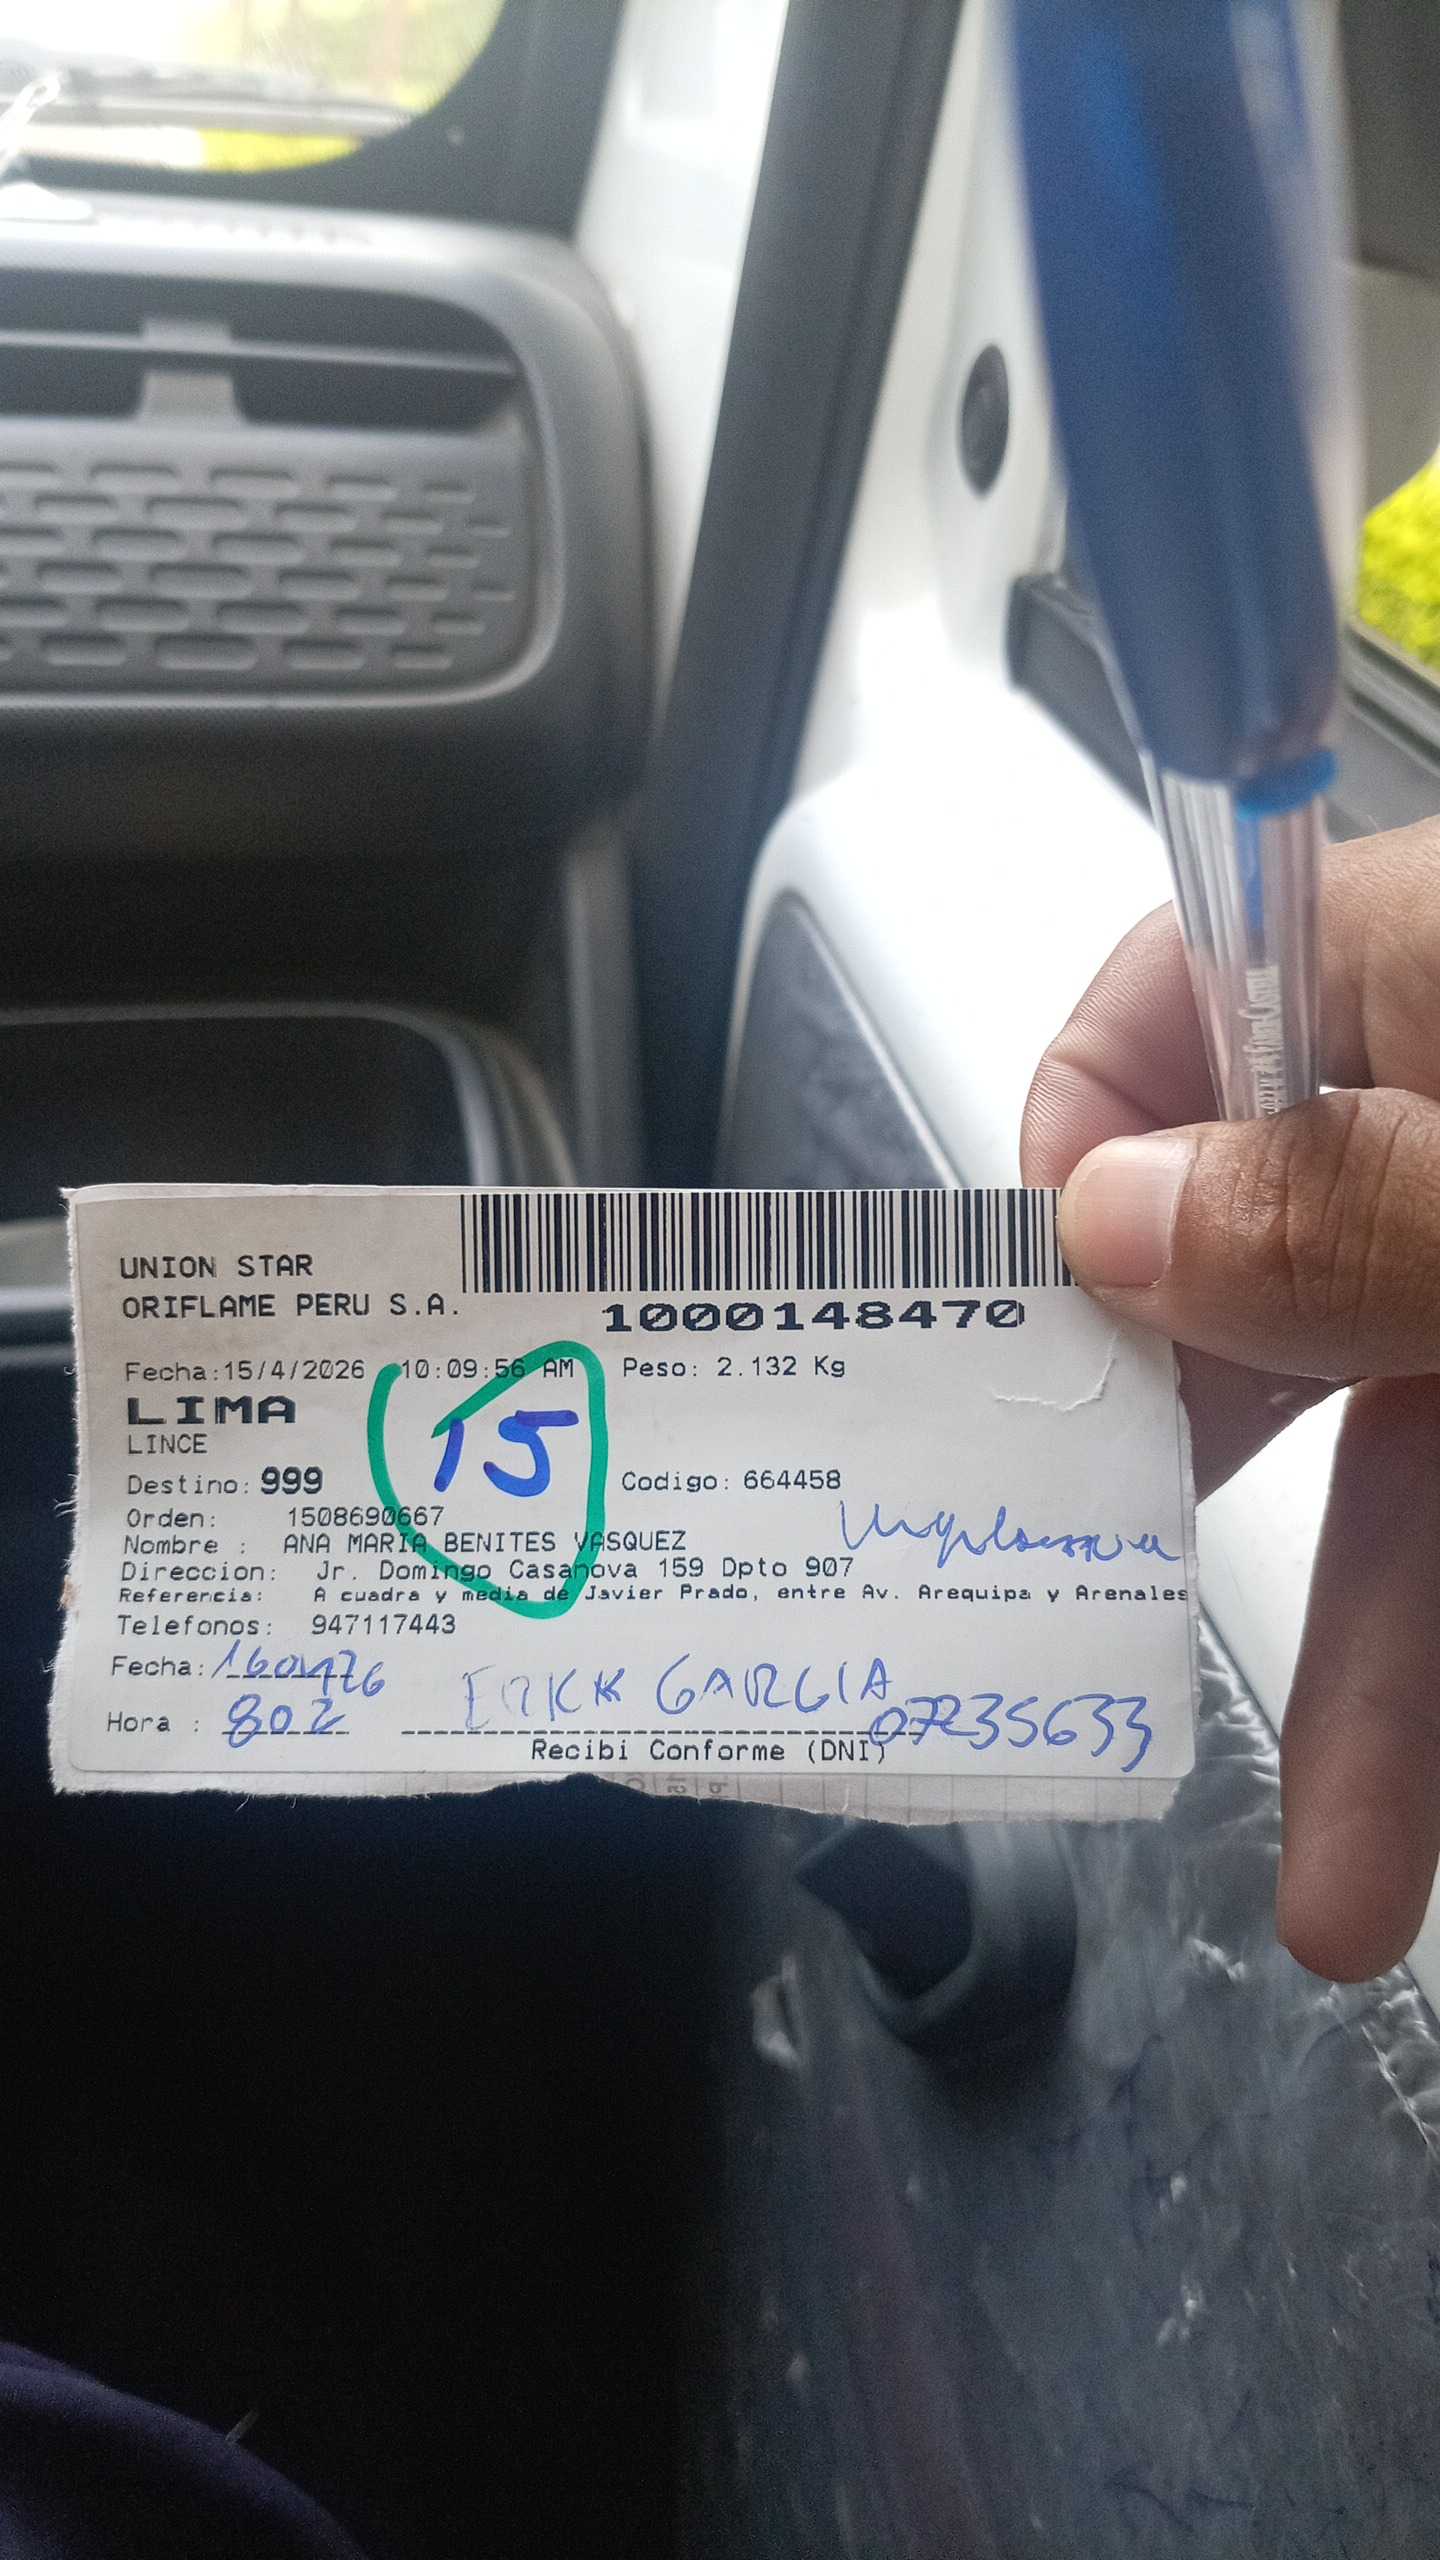 UNION STAR
ORIFLAME PERU S.A.
1000148470
Fecha:15/4/2026 10:09:56 AM Peso: 2.132 Kg
LIMA
LINCE
15
Destino: 999 Codigo: 664458
Orden: 1508690667
Nombre : ANA MARIA BENITES VASQUEZ
Direccion: Jr. Domingo Casanova 159 Dpto 907
Referencia: A cuadra y media de Javier Prado, entre Av. Arequipa y Arenales
Telefonos: 947117443
Fecha: 160426
Hora : 802 GARCIA 07235633
Recibi Conforme (DNI)
FABER-CASTELL